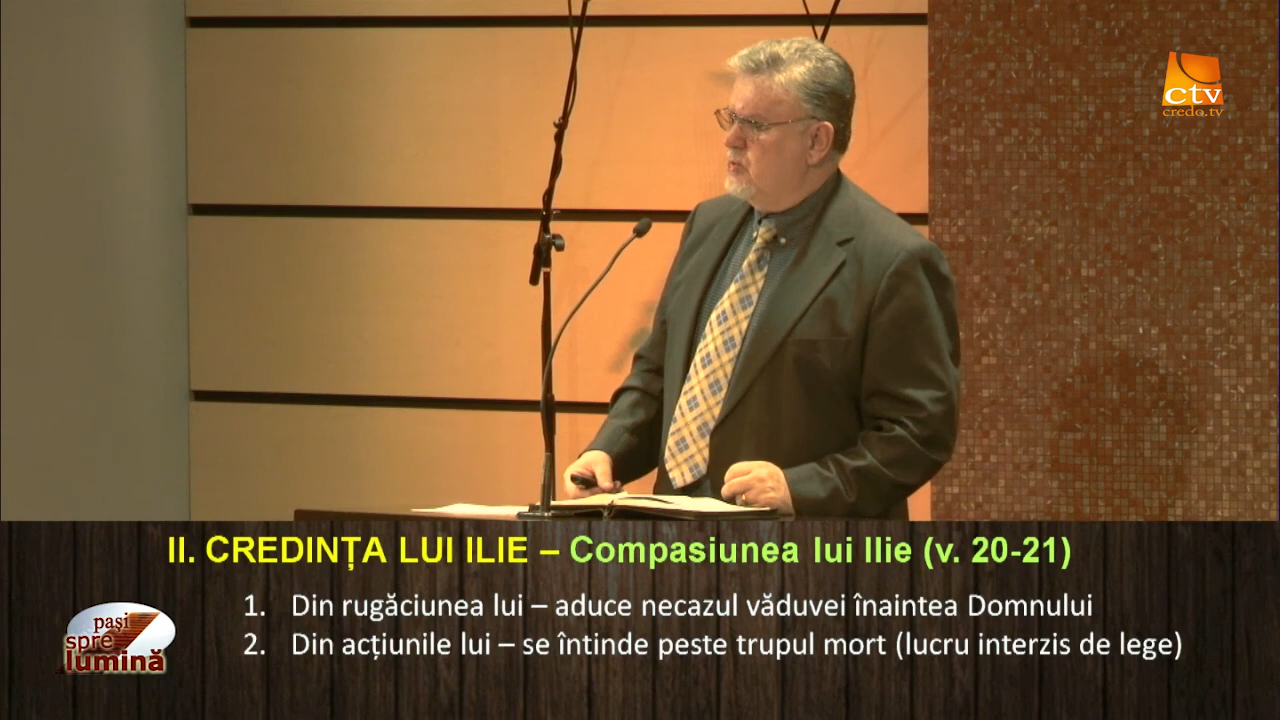 ctv
credo.tv
II. CREDINȚA LUI ILIE – Compasiunea lui Ilie (v. 20-21)
1. Din rugăciunea lui – aduce necazul văduvei înaintea Domnului
2. Din acțiunile lui – se întinde peste trupul mort (lucru interzis de lege)
pași
spre
lumină